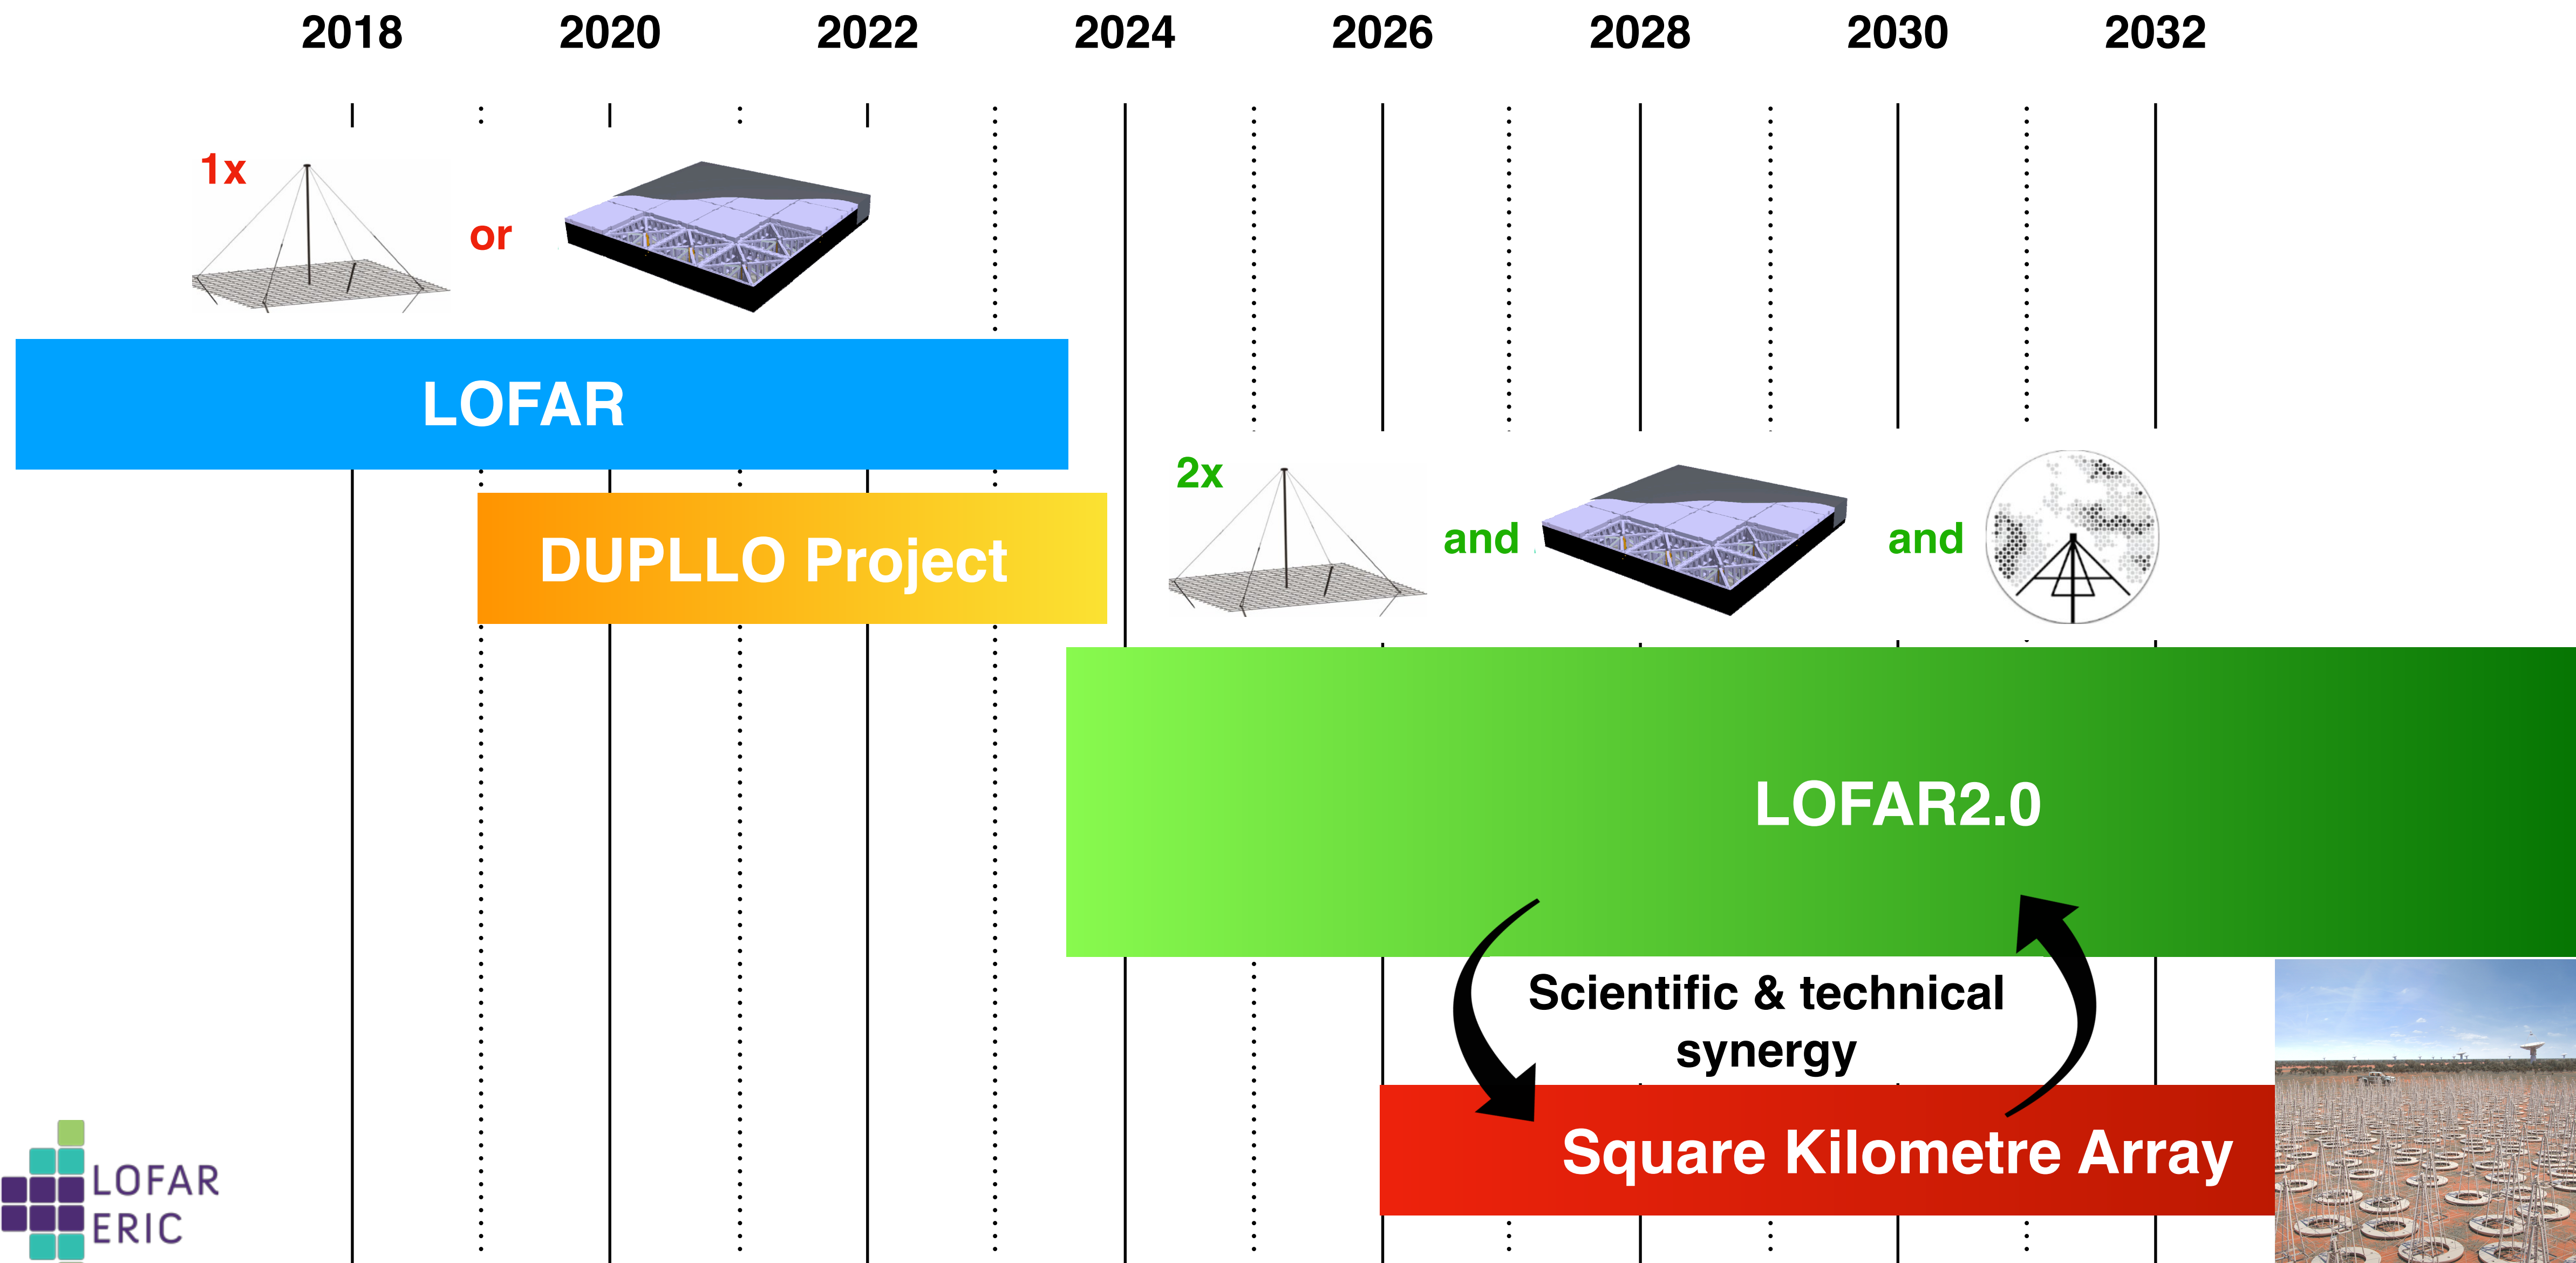 2018 2020 2022 2024 2026 2028 2030 2032
1x
or
LOFAR
2x
and
and
DUPLLO Project
LOFAR2.0
Scientific & technical
synergy
Square Kilometre Array
LOFAR
ERIC